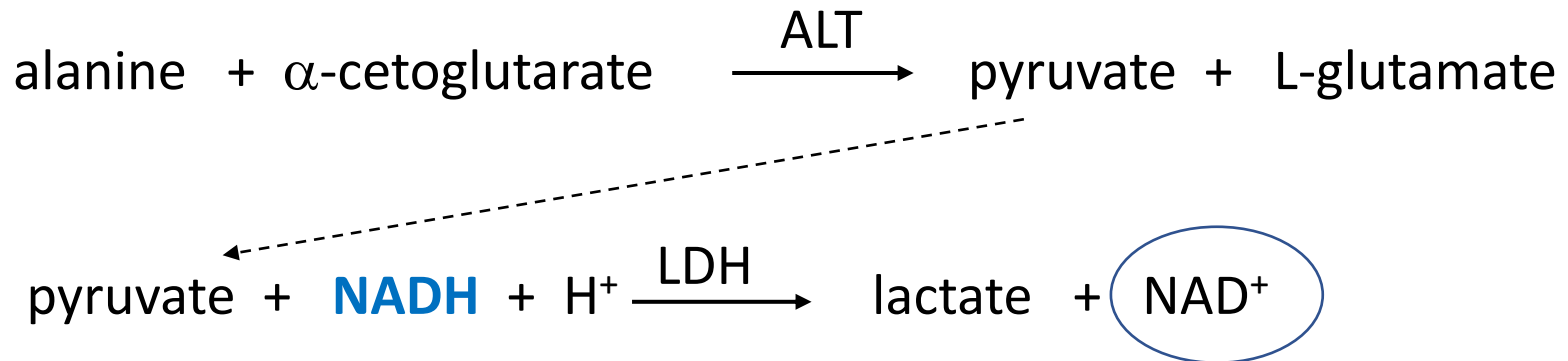 ALT
alanine + α-cetoglutarate pyruvate + L-glutamate
LDH
pyruvate + NADH + H⁺ lactate + NAD⁺